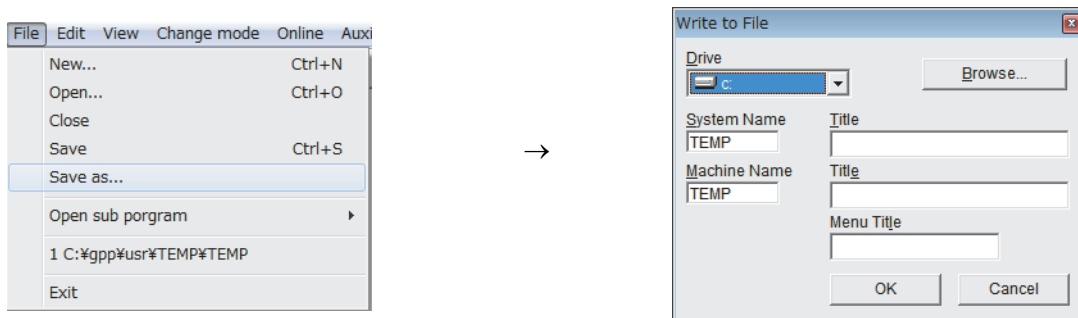 File Edit View Change mode Online Auxi
New... Ctrl+N
Open... Ctrl+O
Close
Save Ctrl+S
Save as...
Open sub porgram
1 C:¥gpp¥usr¥TEMP¥TEMP
Exit
→
Write to File
Drive
c:
Browse...
System Name Title
TEMP
Machine Name Title
TEMP
Menu Title
OK Cancel